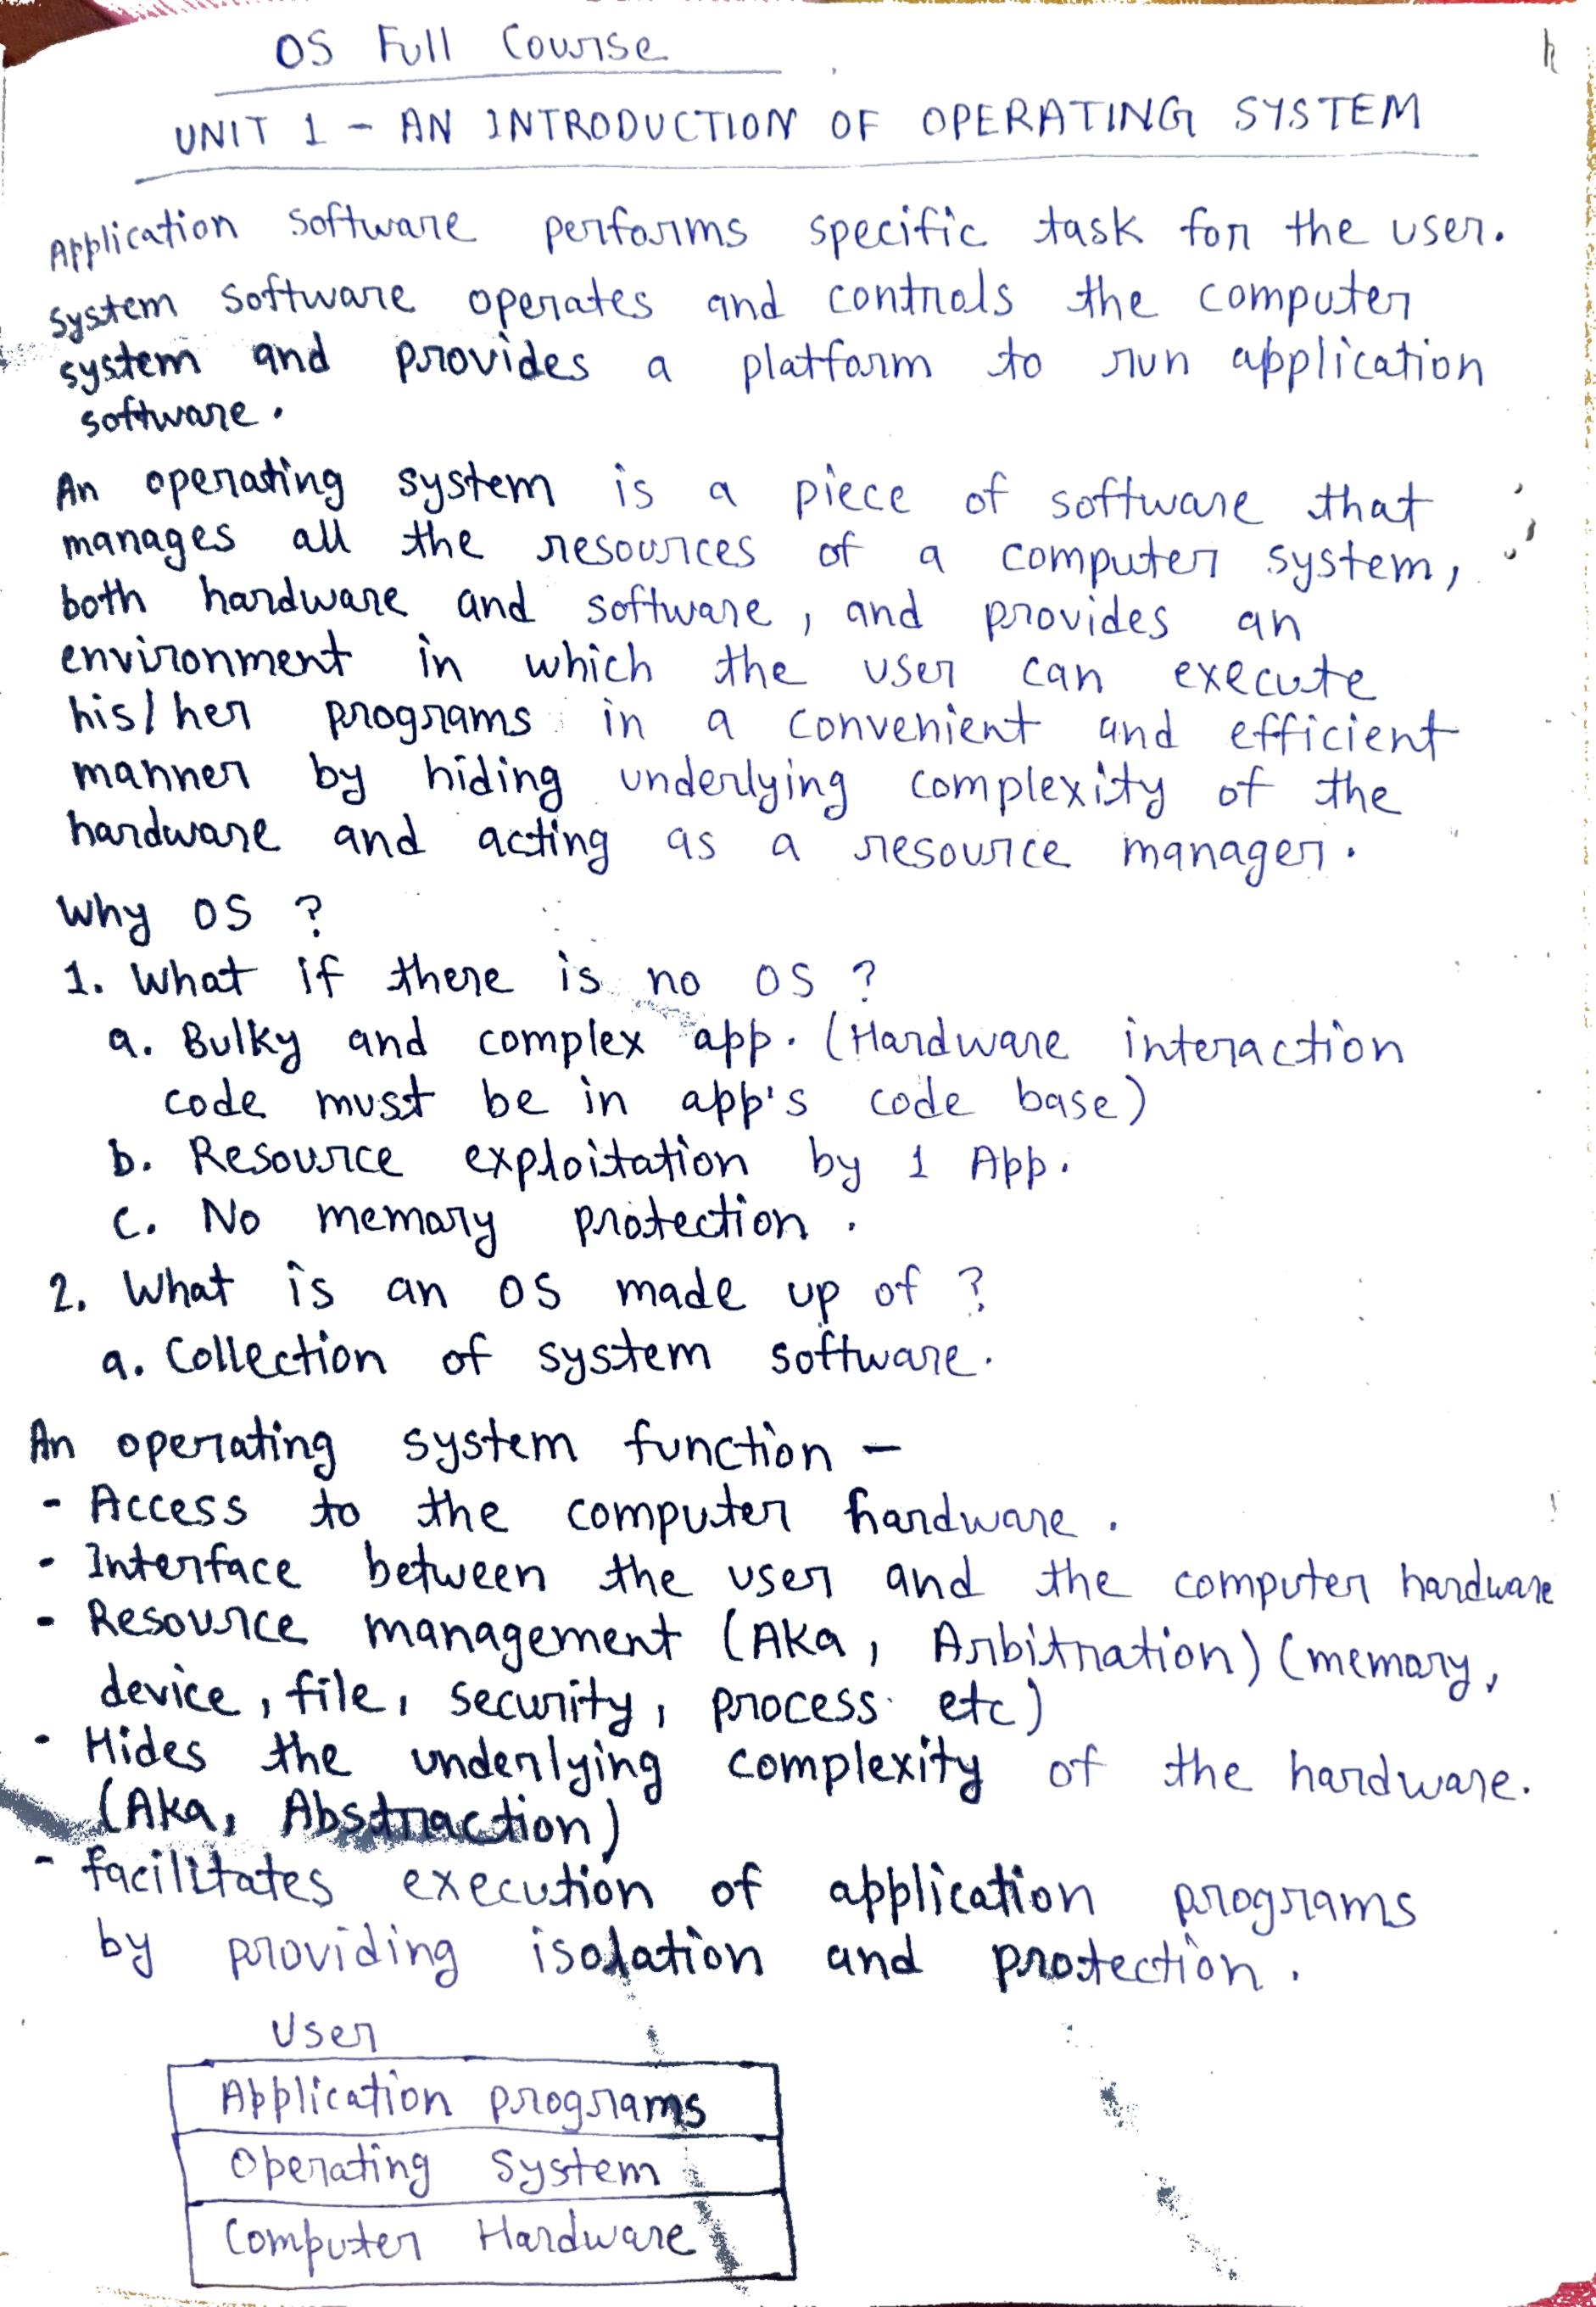 OS Full Course
UNIT 1 - AN INTRODUCTION OF OPERATING SYSTEM
Application software performs specific task for the user.
System software operates and controls the computer
system and provides a platform to run application
software.
An operating system is a piece of software that
manages all the resources of a computer system,
both hardware and software, and provides an
environment in which the user can execute
his/her programs in a convenient and efficient
manner by hiding underlying complexity of the
hardware and acting as a resource manager.
Why OS ?
1. What if there is no OS ?
a. Bulky and complex app. (Hardware interaction
code must be in app's code base)
b. Resource exploitation by 1 App.
c. No memory protection.
2. What is an OS made up of ?
a. Collection of system software.
An operating system function -
- Access to the computer hardware.
- Interface between the user and the computer hardware
- Resource management (Aka, Arbitration) (memory,
device, file, security, process etc)
- Hides the underlying complexity of the hardware.
(Aka, Abstraction)
- facilitates execution of application programs
by providing isolation and protection.
User
Application programs
Operating System
Computer Hardware